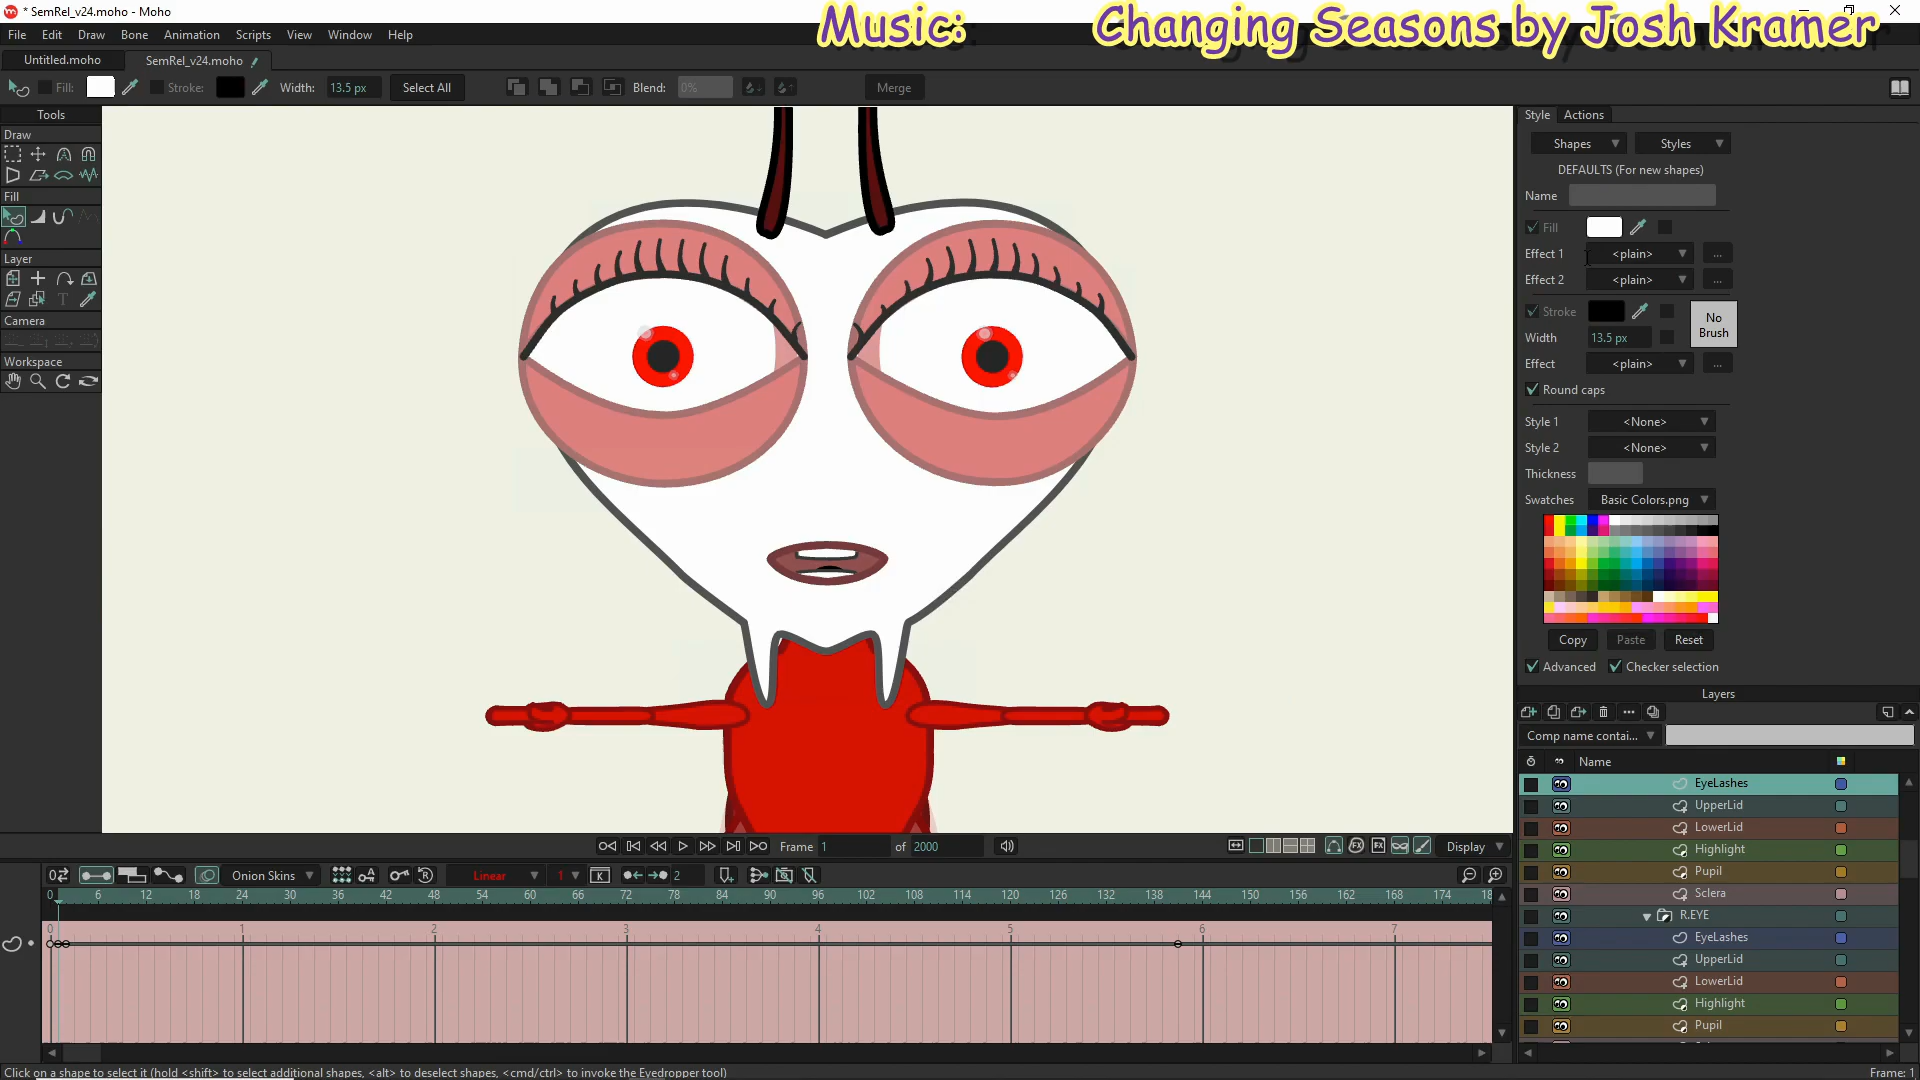 * SemRel_v24.moho - Moho
Music: Changing Seasons by Josh Kramer
File Edit Draw Bone Animation Scripts View Window Help
Untitled.moho SemRel_v24.moho
Fill: Stroke: Width: 13.5 px Select All Blend: 0% Merge
Tools
Draw
Fill
Layer
Camera
Workspace
Style Actions
Shapes Styles
DEFAULTS (For new shapes)
Name
Fill
Effect 1 <plain> ...
Effect 2 <plain> ...
Stroke
No Brush
Width 13.5 px
Effect <plain> ...
Round caps
Style 1 <None>
Style 2 <None>
Thickness
Swatches Basic Colors.png
Copy Paste Reset
Advanced Checker selection
Layers
Comp name contai...
Name
EyeLashes
UpperLid
LowerLid
Highlight
Pupil
Sclera
R.EYE
EyeLashes
UpperLid
LowerLid
Highlight
Pupil
Frame 1 of 2000 Display
Onion Skins Linear 1 2
0 6 12 18 24 30 36 42 48 54 60 66 72 78 84 90 96 102 108 114 120 126 132 138 144 150 156 162 168 174 18
0 1 2 3 4 5 6 7
Click on a shape to select it (hold <shift> to select additional shapes, <alt> to deselect shapes, <cmd/ctrl> to invoke the Eyedropper tool) Frame: 1